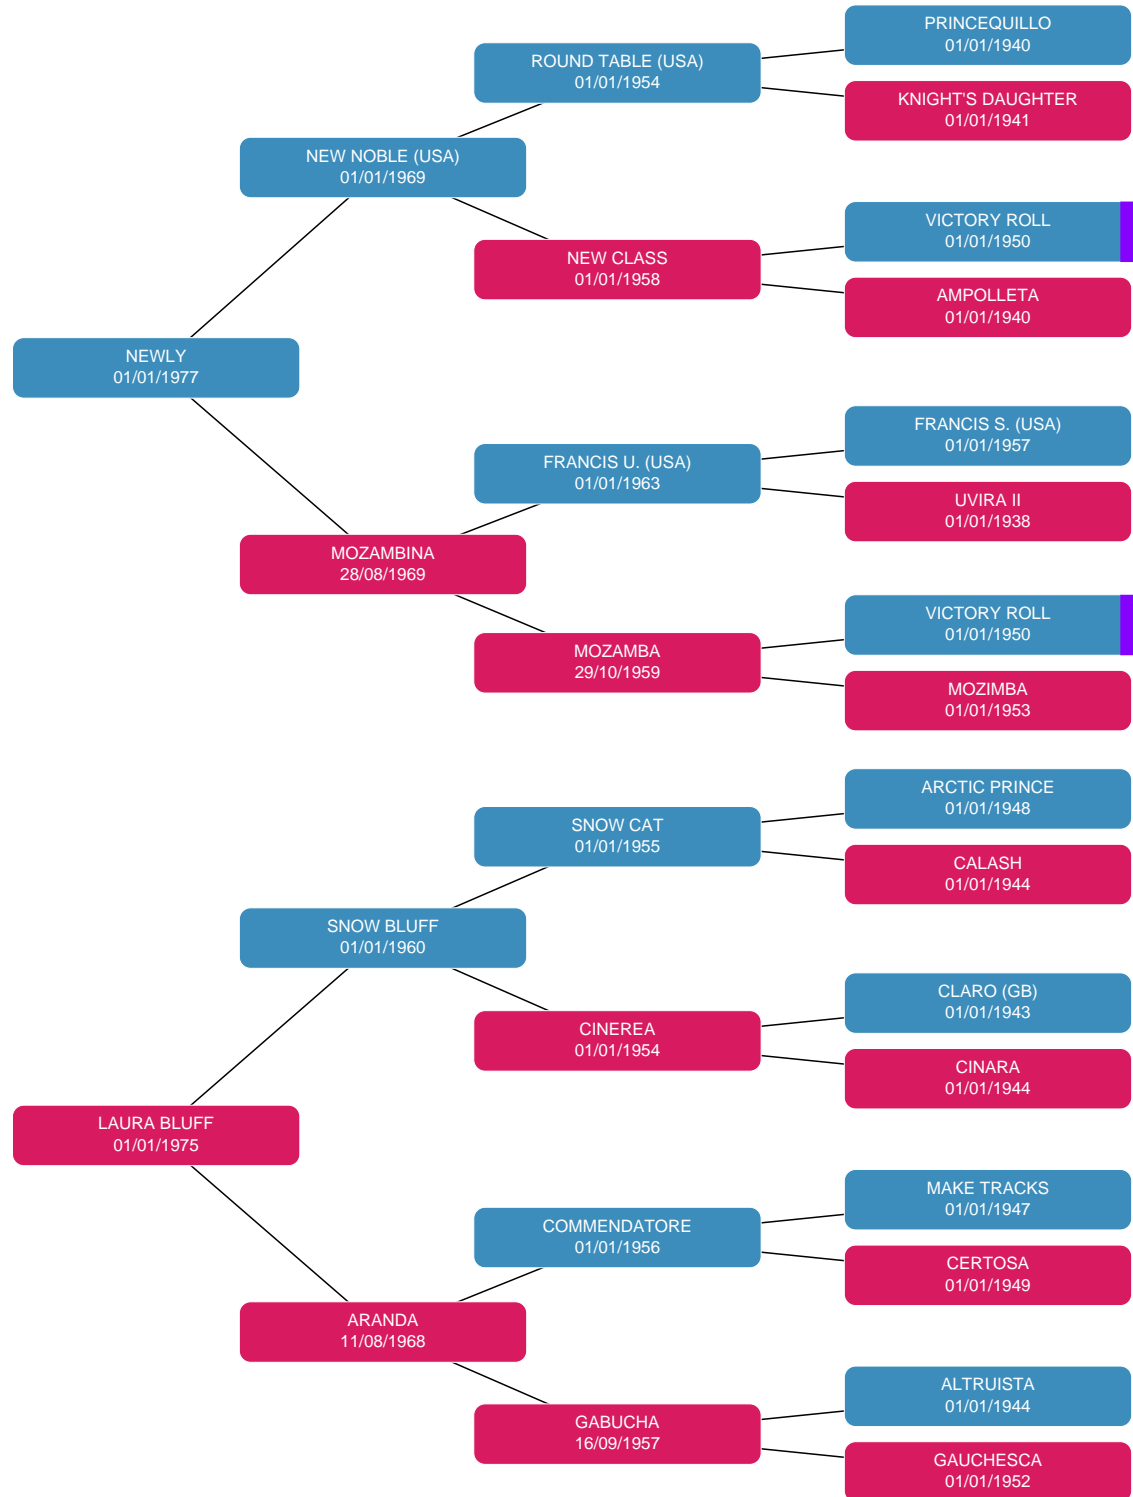 PRINCEQUILLO
01/01/1940
ROUND TABLE (USA)
01/01/1954
KNIGHT'S DAUGHTER
01/01/1941
NEW NOBLE (USA)
01/01/1969
VICTORY ROLL
01/01/1950
NEW CLASS
01/01/1958
AMPOLLETA
01/01/1940
NEWLY
01/01/1977
FRANCIS S. (USA)
01/01/1957
FRANCIS U. (USA)
01/01/1963
UVIRA II
01/01/1938
MOZAMBINA
28/08/1969
VICTORY ROLL
01/01/1950
MOZAMBA
29/10/1959
MOZIMBA
01/01/1953
ARCTIC PRINCE
01/01/1948
SNOW CAT
01/01/1955
CALASH
01/01/1944
SNOW BLUFF
01/01/1960
CLARO (GB)
01/01/1943
CINEREA
01/01/1954
CINARA
01/01/1944
LAURA BLUFF
01/01/1975
MAKE TRACKS
01/01/1947
COMMENDATORE
01/01/1956
CERTOSA
01/01/1949
ARANDA
11/08/1968
ALTRUISTA
01/01/1944
GABUCHA
16/09/1957
GAUCHESCA
01/01/1952